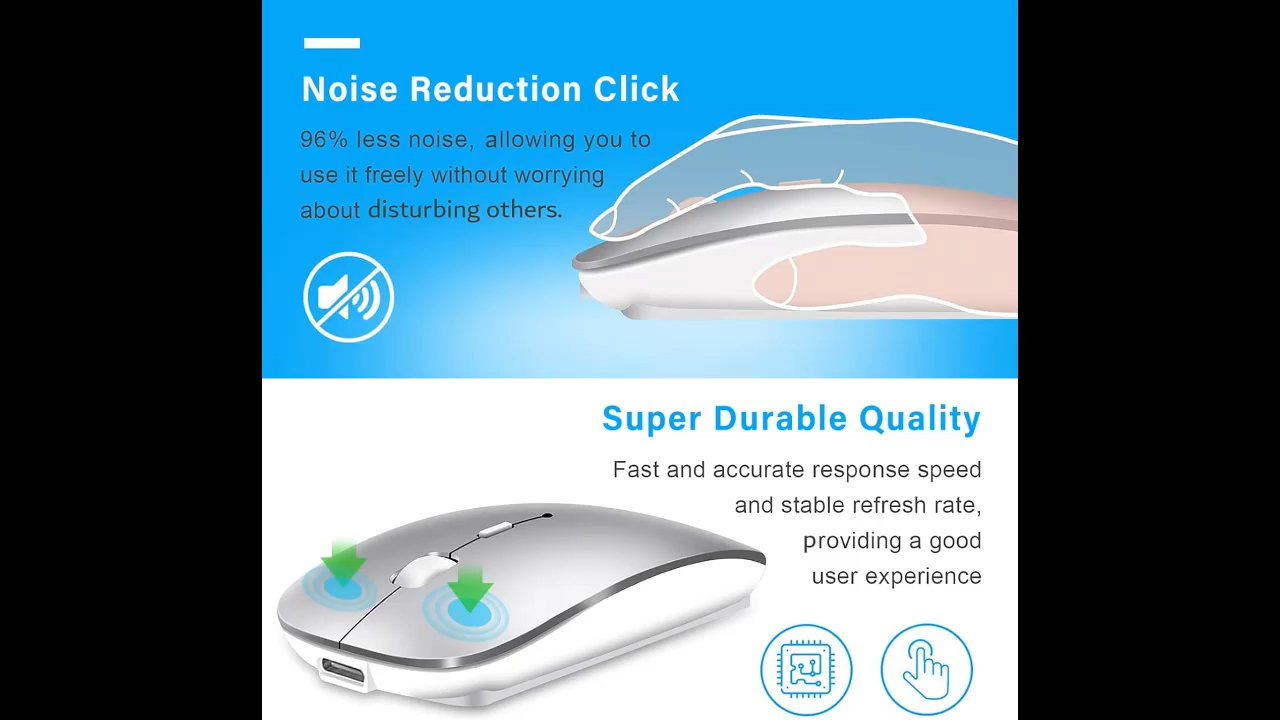 Noise Reduction Click
96% less noise, allowing you to
use it freely without worrying
about disturbing others.
Super Durable Quality
Fast and accurate response speed
and stable refresh rate,
providing a good
user experience